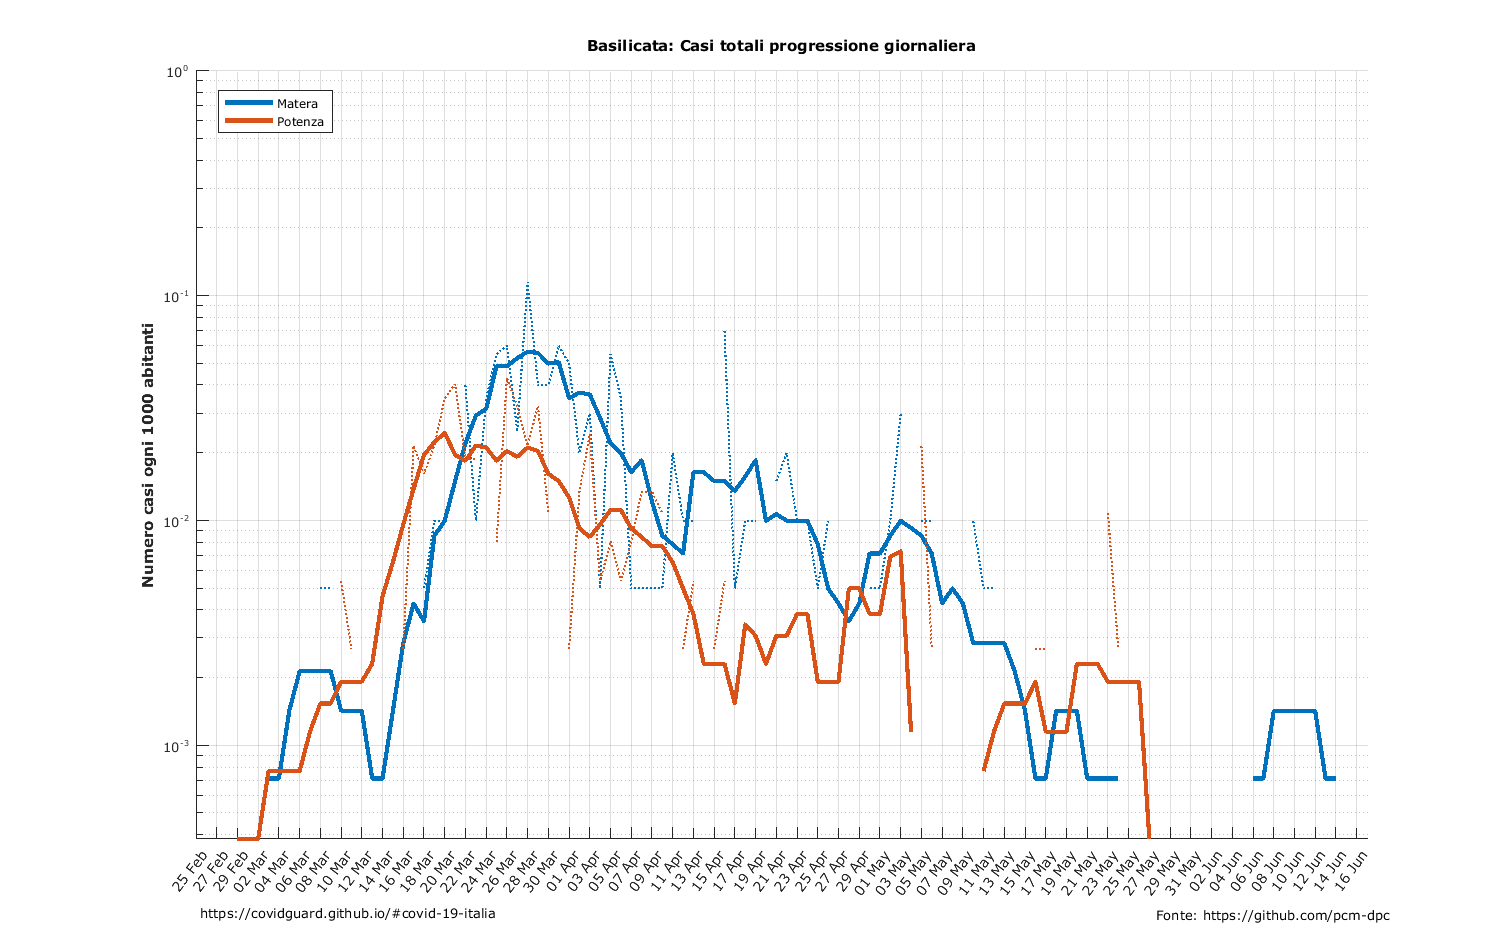 Basilicata: Casi totali progressione giornaliera
Numero casi ogni 1000 abitanti
10^0
10^-1
10^-2
10^-3
Matera
Potenza
25 Feb
27 Feb
29 Feb
02 Mar
04 Mar
06 Mar
08 Mar
10 Mar
12 Mar
14 Mar
16 Mar
18 Mar
20 Mar
22 Mar
24 Mar
26 Mar
28 Mar
30 Mar
01 Apr
03 Apr
05 Apr
07 Apr
09 Apr
11 Apr
13 Apr
15 Apr
17 Apr
19 Apr
21 Apr
23 Apr
25 Apr
27 Apr
29 Apr
01 May
03 May
05 May
07 May
09 May
11 May
13 May
15 May
17 May
19 May
21 May
23 May
25 May
27 May
29 May
31 May
02 Jun
04 Jun
06 Jun
08 Jun
10 Jun
12 Jun
14 Jun
16 Jun
https://covidguard.github.io/#covid-19-italia
Fonte: https://github.com/pcm-dpc